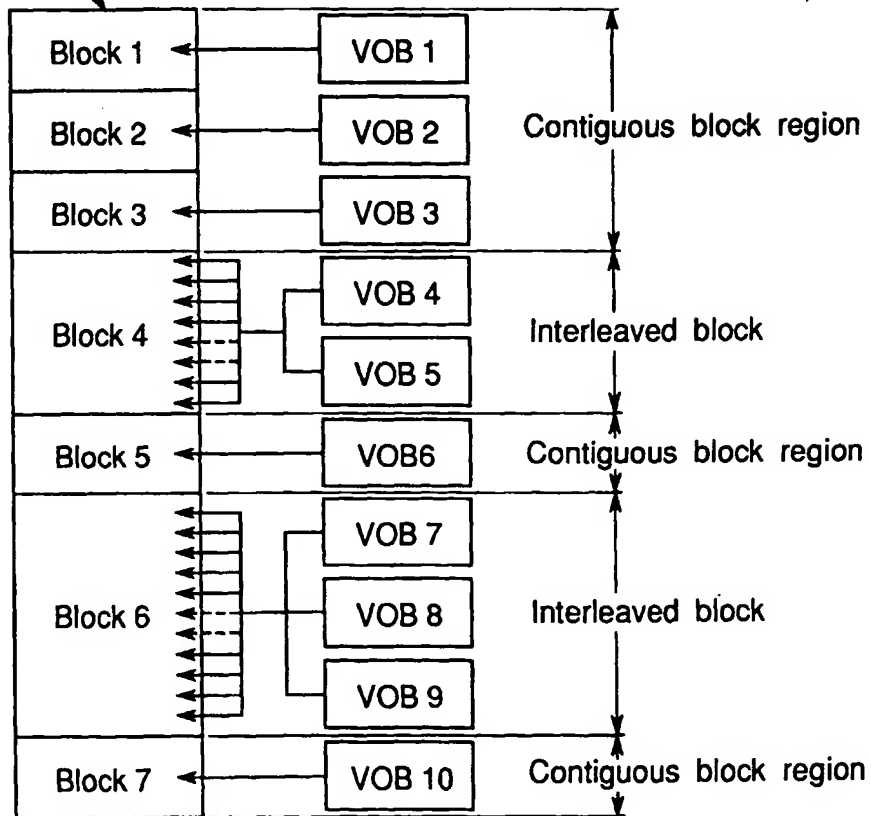 Block 1 VOB 1
Block 2 VOB 2 Contiguous block region
Block 3 VOB 3
VOB 4
Block 4 Interleaved block
VOB 5
Block 5 VOB6 Contiguous block region
VOB 7
Block 6 VOB 8 Interleaved block
VOB 9
Block 7 VOB 10 Contiguous block region